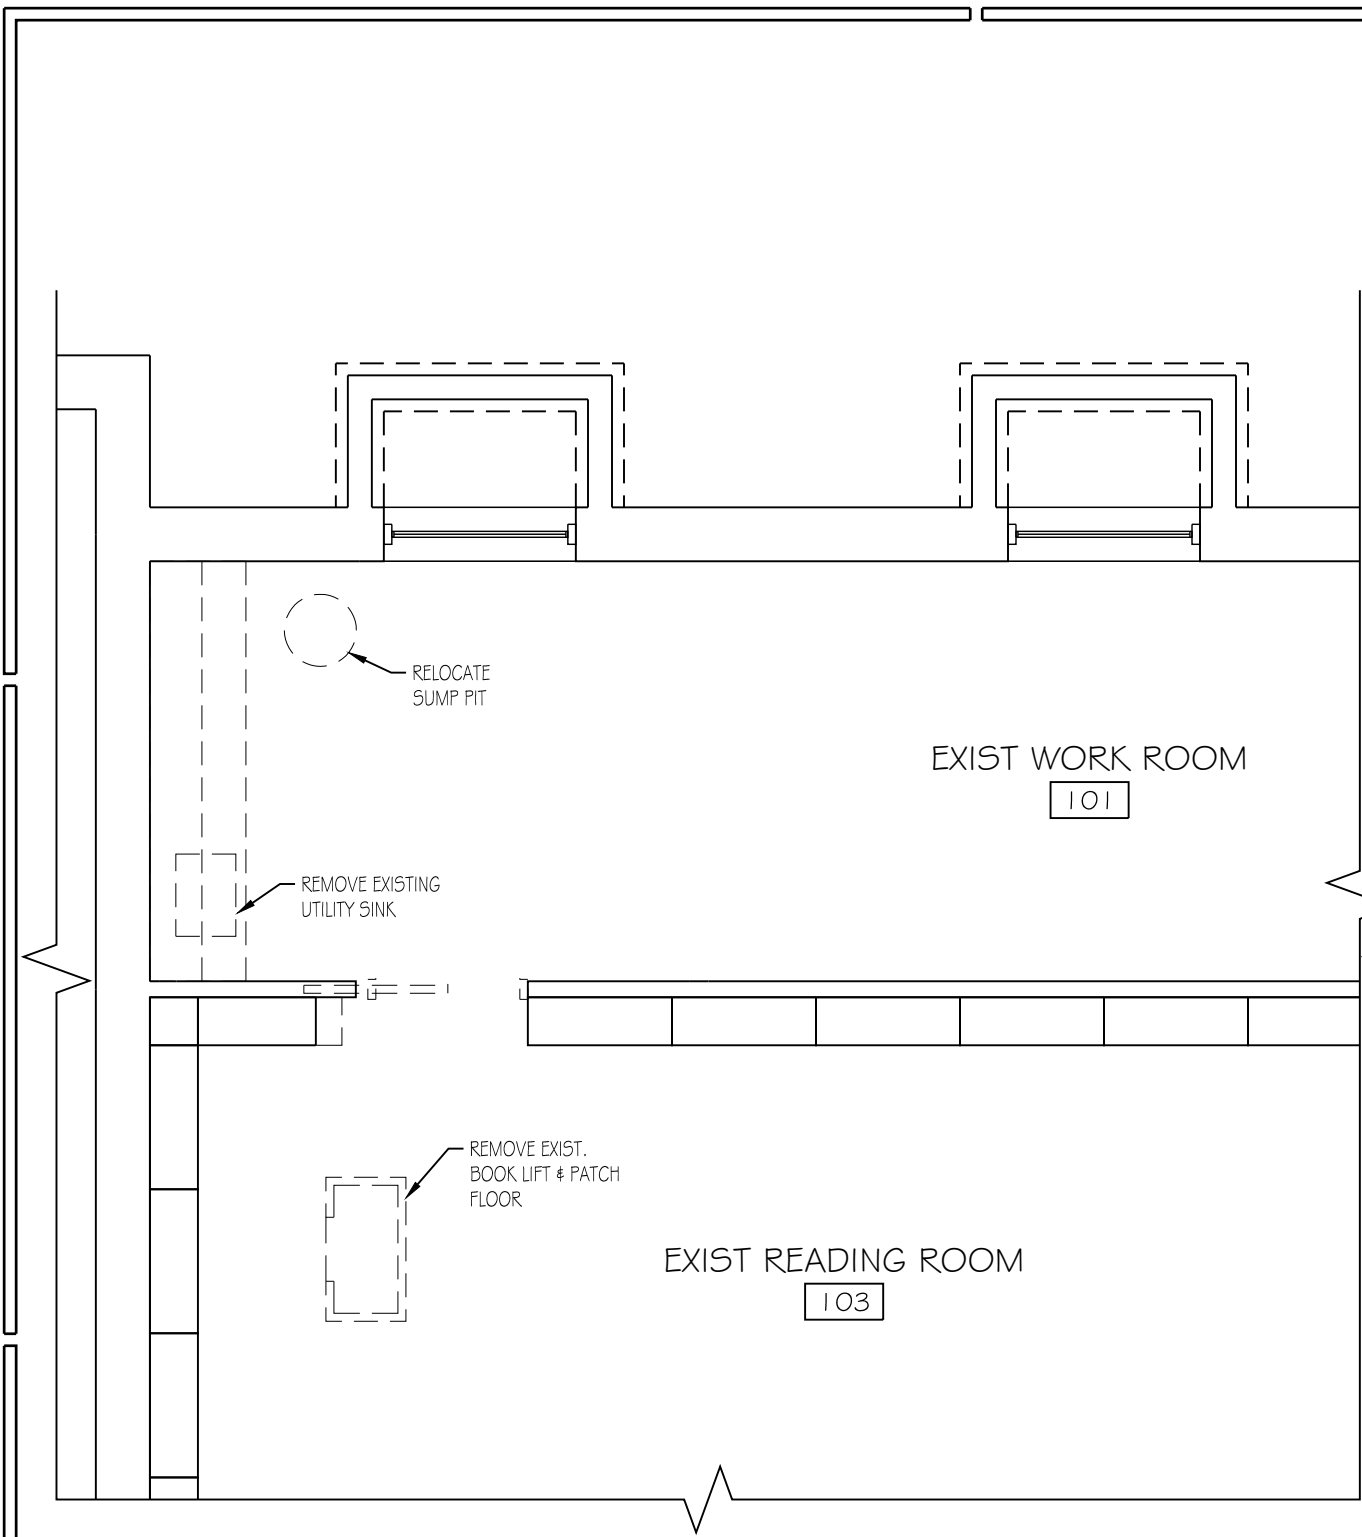 RELOCATE
SUMP PIT
EXIST WORK ROOM
101
REMOVE EXISTING
UTILITY SINK
REMOVE EXIST.
BOOK LIFT & PATCH
FLOOR
EXIST READING ROOM
103